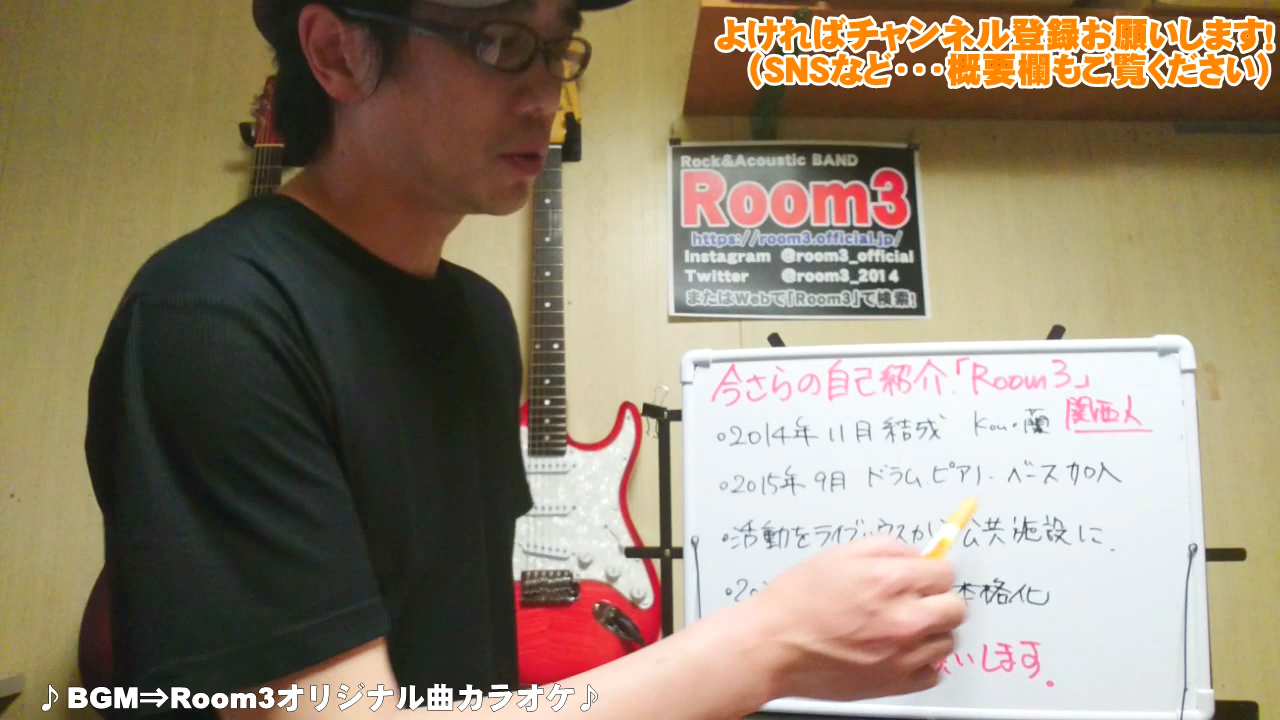 よければチャンネル登録お願いします!
(SNSなど・・・概要欄もご覧ください)
Rock&Acoustic BAND
Room3
https://room3.official.jp/
Instagram @room3_official
Twitter @room3_2014
またはWebで「Room3」で検索!
今さらの自己紹介「Room3」
・2014年11月 結成 Kou・蘭 関西人
・2015年9月 ドラム、ピアノ、ベース加入
・活動をライブハウスから公共施設に、
本格化
します。
♪BGM⇒Room3オリジナル曲カラオケ♪